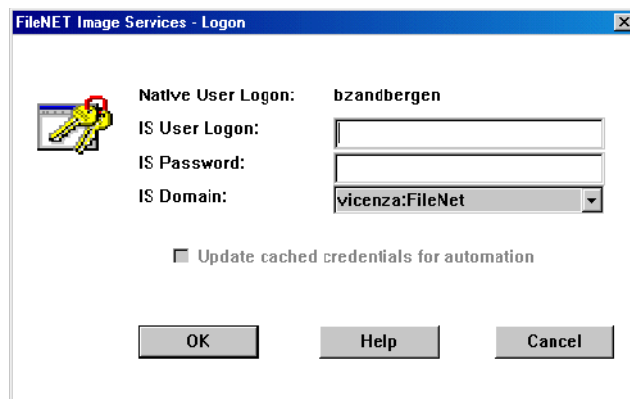 FileNET Image Services - Logon
Native User Logon: bzandbergen
IS User Logon:
IS Password:
IS Domain: vicenza:FileNet
Update cached credentials for automation
OK Help Cancel